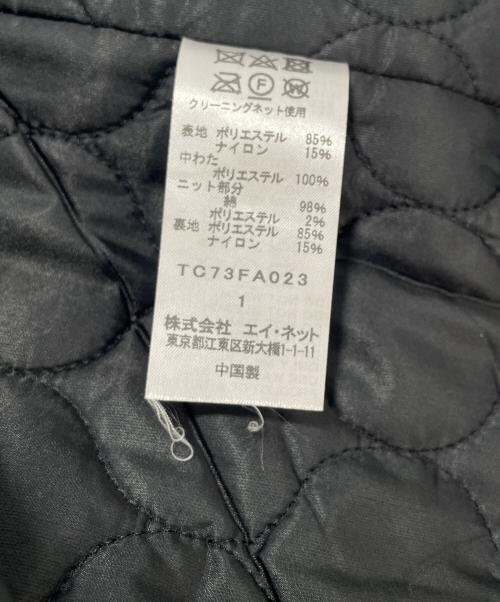 F W
クリーニングネット使用
表地 ポリエステル 85%
ナイロン 15%
中わた
ポリエステル 100%
ニット部分
綿 98%
ポリエステル 2%
裏地 ポリエステル 85%
ナイロン 15%
TC73FA023
1
株式会社 エイ・ネット
東京都江東区新大橋1-1-11
中国製